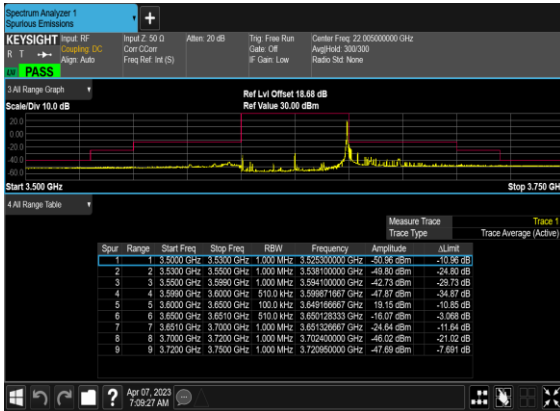 Spectrum Analyzer 1
Spurious Emissions
KEYSIGHT Input: RF Input Z: 50 Ω Atten: 20 dB Trig: Free Run Center Freq: 22.005000000 GHz
R T Coupling: DC Corr CCorr Gate: Off Avg|Hold: 300/300
Align: Auto Freq Ref: Int (S) IF Gain: Low Radio Std: None
LXI PASS
3 All Range Graph Ref Lvl Offset 18.68 dB
Scale/Div 10.0 dB Ref Value 30.00 dBm
20.0
0.00
-20.0
-40.0
-60.0
Start 3.500 GHz Stop 3.750 GHz
4 All Range Table
Measure Trace Trace 1
Trace Type Trace Average (Active)
Spur Range Start Freq Stop Freq RBW Frequency Amplitude ΔLimit
1 1 3.5000 GHz 3.5300 GHz 1.000 MHz 3.525300000 GHz -50.96 dBm -10.96 dB
2 2 3.5300 GHz 3.5500 GHz 1.000 MHz 3.538100000 GHz -49.80 dBm -24.80 dB
3 3 3.5500 GHz 3.5990 GHz 1.000 MHz 3.594100000 GHz -42.73 dBm -29.73 dB
4 4 3.5990 GHz 3.6000 GHz 510.0 kHz 3.599871667 GHz -47.87 dBm -34.87 dB
5 5 3.6000 GHz 3.6500 GHz 100.0 kHz 3.649166667 GHz 19.15 dBm -10.85 dB
6 6 3.6500 GHz 3.6510 GHz 510.0 kHz 3.650128333 GHz -16.07 dBm -3.068 dB
7 7 3.6510 GHz 3.7000 GHz 1.000 MHz 3.651326667 GHz -24.64 dBm -11.64 dB
8 8 3.7000 GHz 3.7200 GHz 1.000 MHz 3.702400000 GHz -46.02 dBm -21.02 dB
9 9 3.7200 GHz 3.7500 GHz 1.000 MHz 3.720950000 GHz -47.69 dBm -7.691 dB
Apr 07, 2023
7:09:27 AM